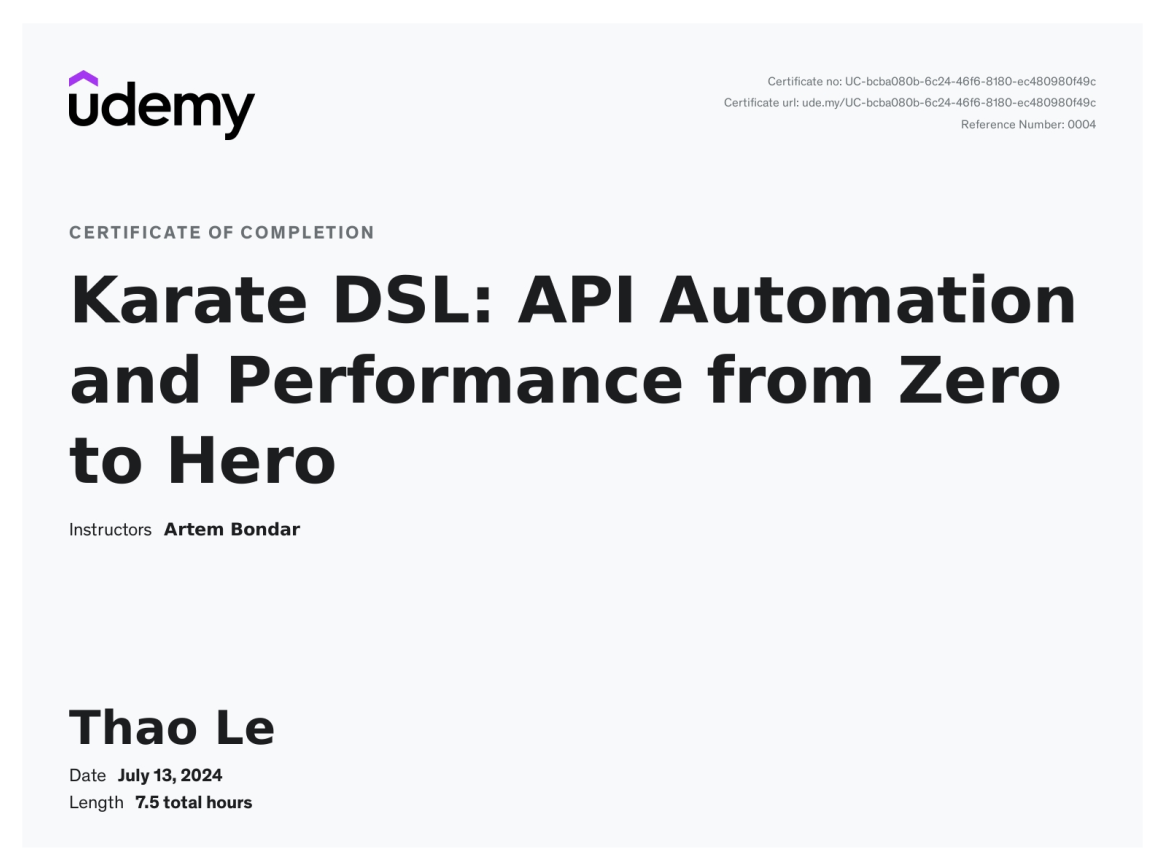 udemy
Certificate no: UC-bcba080b-6c24-46f6-8180-ec480980f49c
Certificate url: ude.my/UC-bcba080b-6c24-46f6-8180-ec480980f49c
Reference Number: 0004
CERTIFICATE OF COMPLETION
Karate DSL: API Automation
and Performance from Zero
to Hero
Instructors Artem Bondar
Thao Le
Date July 13, 2024
Length 7.5 total hours